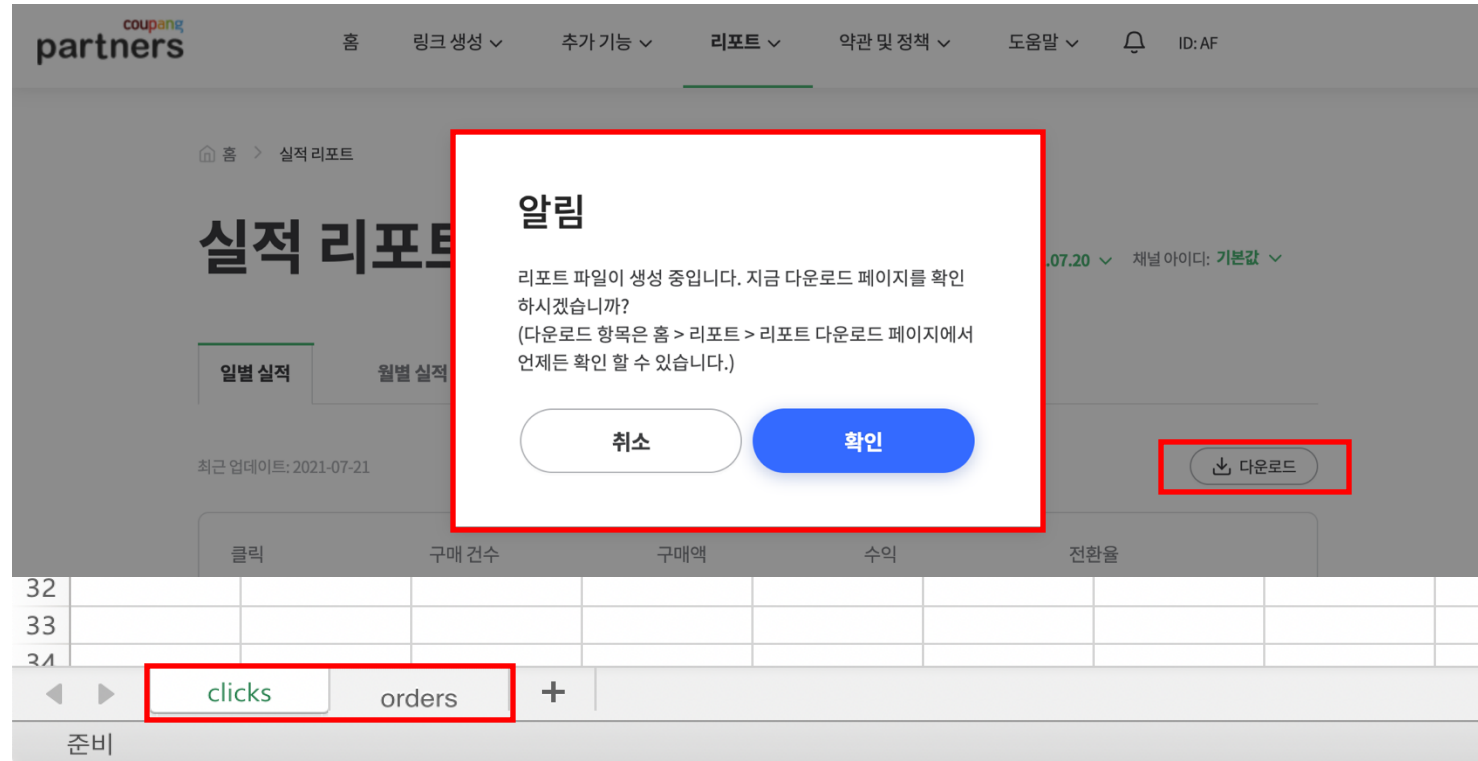 coupang
partners
홈 링크 생성 추가 기능 리포트 약관 및 정책 도움말 ID: AF
홈 > 실적 리포트
실적 리포트
.07.20 채널 아이디: 기본값
알림
리포트 파일이 생성 중입니다. 지금 다운로드 페이지를 확인
하시겠습니까?
(다운로드 항목은 홈 > 리포트 > 리포트 다운로드 페이지에서
언제든 확인 할 수 있습니다.)
취소 확인
일별 실적 월별 실적
최근 업데이트: 2021-07-21
다운로드
클릭 구매 건수 구매액 수익 전환율
32
33
34
clicks orders +
준비